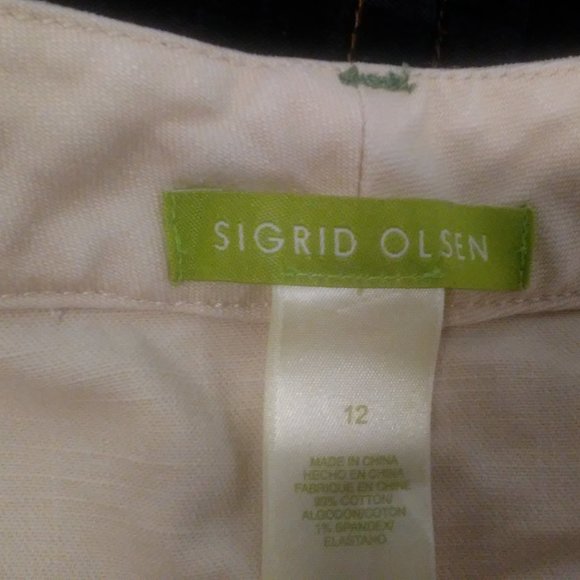 SIGRID OLSEN
12
MADE IN CHINA
HECHO EN CHINA
FABRIQUE EN CHINE
99% COTTON/
ALGODON/COTON
1% SPANDEX/
ELASTANO